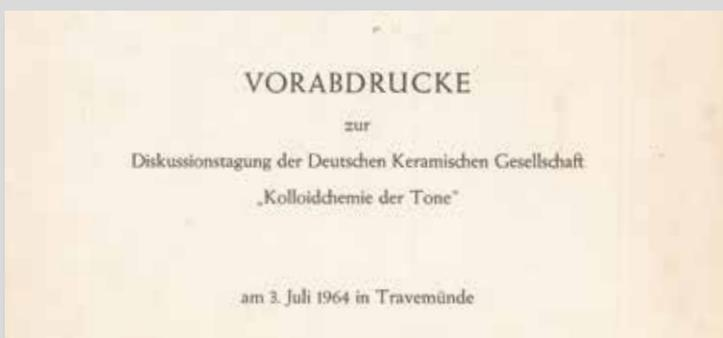 VORABDRUCKE
zur
Diskussionstagung der Deutschen Keramischen Gesellschaft
„Kolloidchemie der Tone"
am 3. Juli 1964 in Travemünde